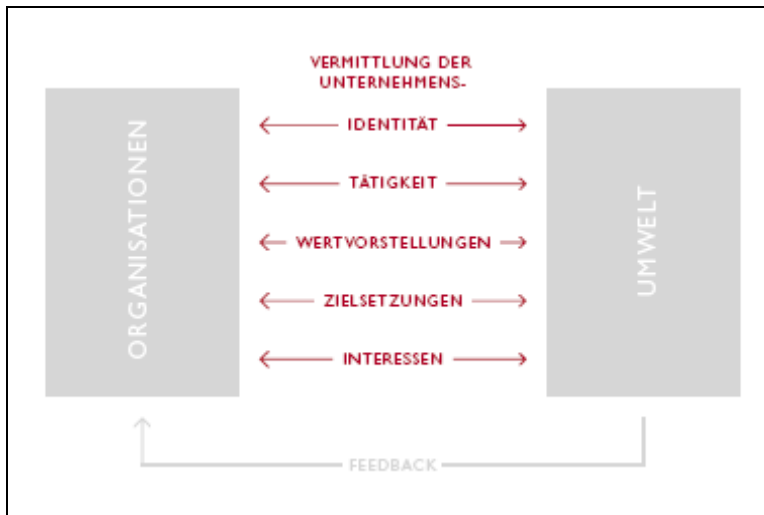 VERMITTLUNG DER
UNTERNEHMENS-
ORGANISATIONEN
IDENTITÄT
TÄTIGKEIT
WERTVORSTELLUNGEN
ZIELSETZUNGEN
INTERESSEN
UMWELT
FEEDBACK